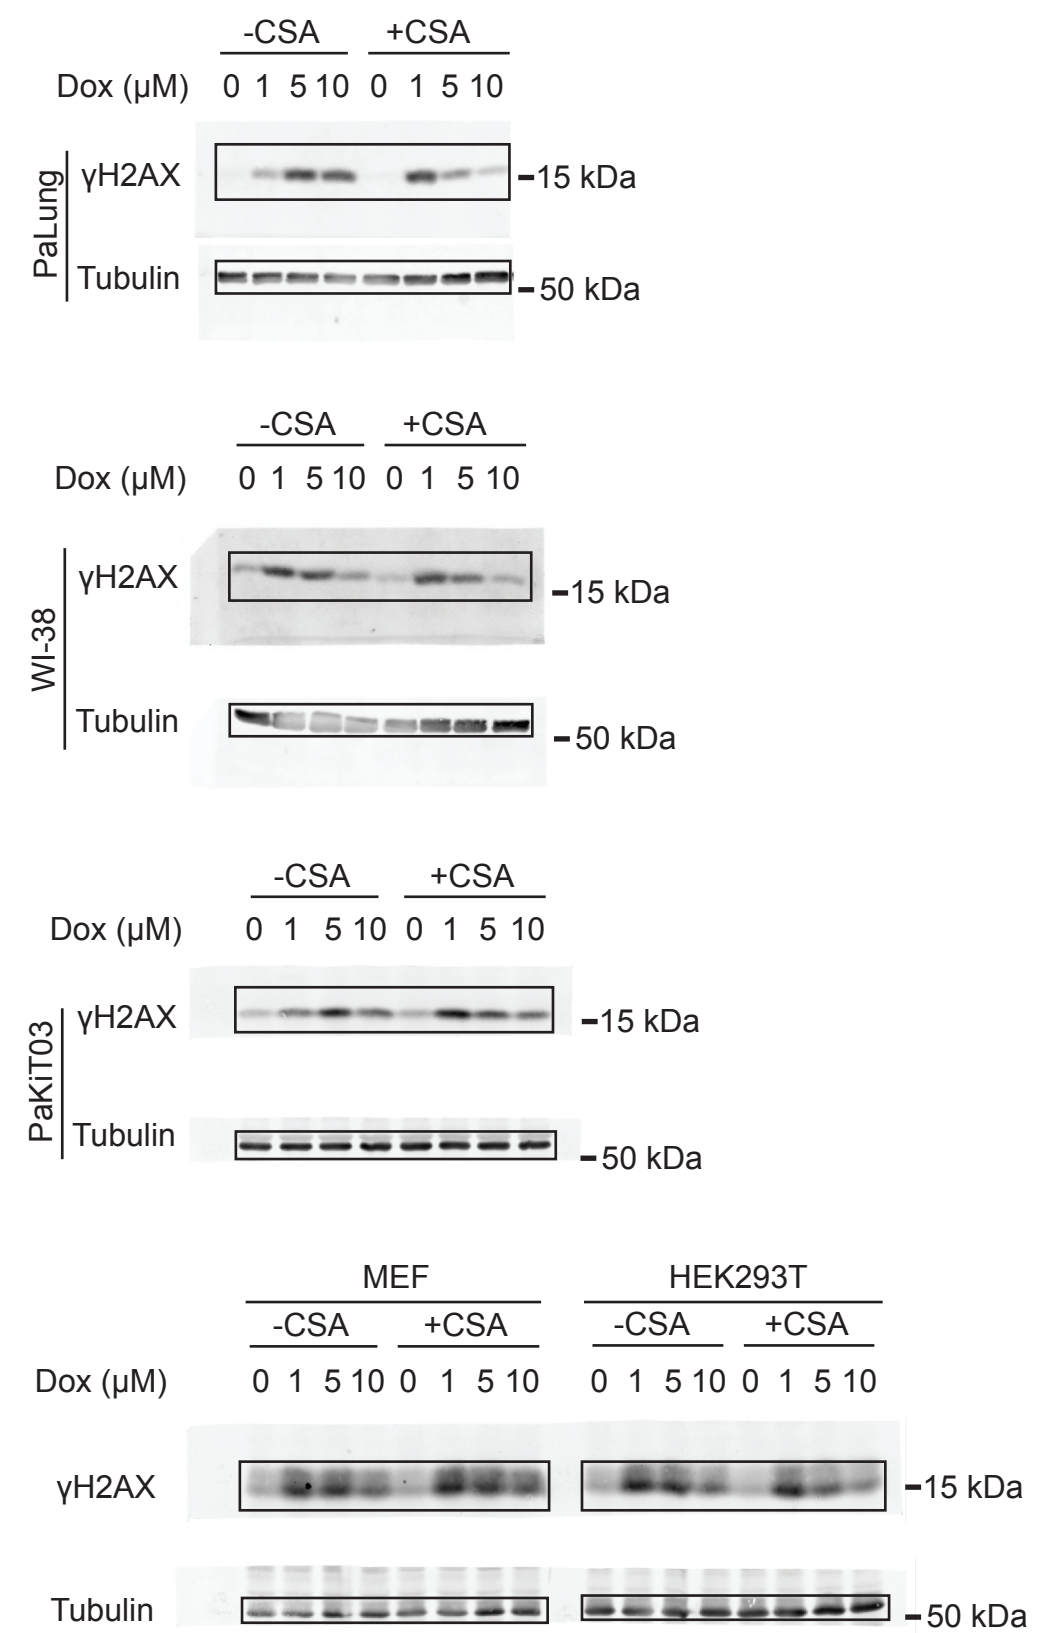 -CSA +CSA
Dox (µM) 0 1 5 10 0 1 5 10
PaLung
γH2AX
15 kDa
Tubulin
50 kDa
-CSA +CSA
Dox (µM) 0 1 5 10 0 1 5 10
WI-38
γH2AX
15 kDa
Tubulin
50 kDa
-CSA +CSA
Dox (µM) 0 1 5 10 0 1 5 10
PaKiT03
γH2AX
15 kDa
Tubulin
50 kDa
MEF HEK293T
-CSA +CSA -CSA +CSA
Dox (µM) 0 1 5 10 0 1 5 10 0 1 5 10 0 1 5 10
γH2AX
15 kDa
Tubulin
50 kDa